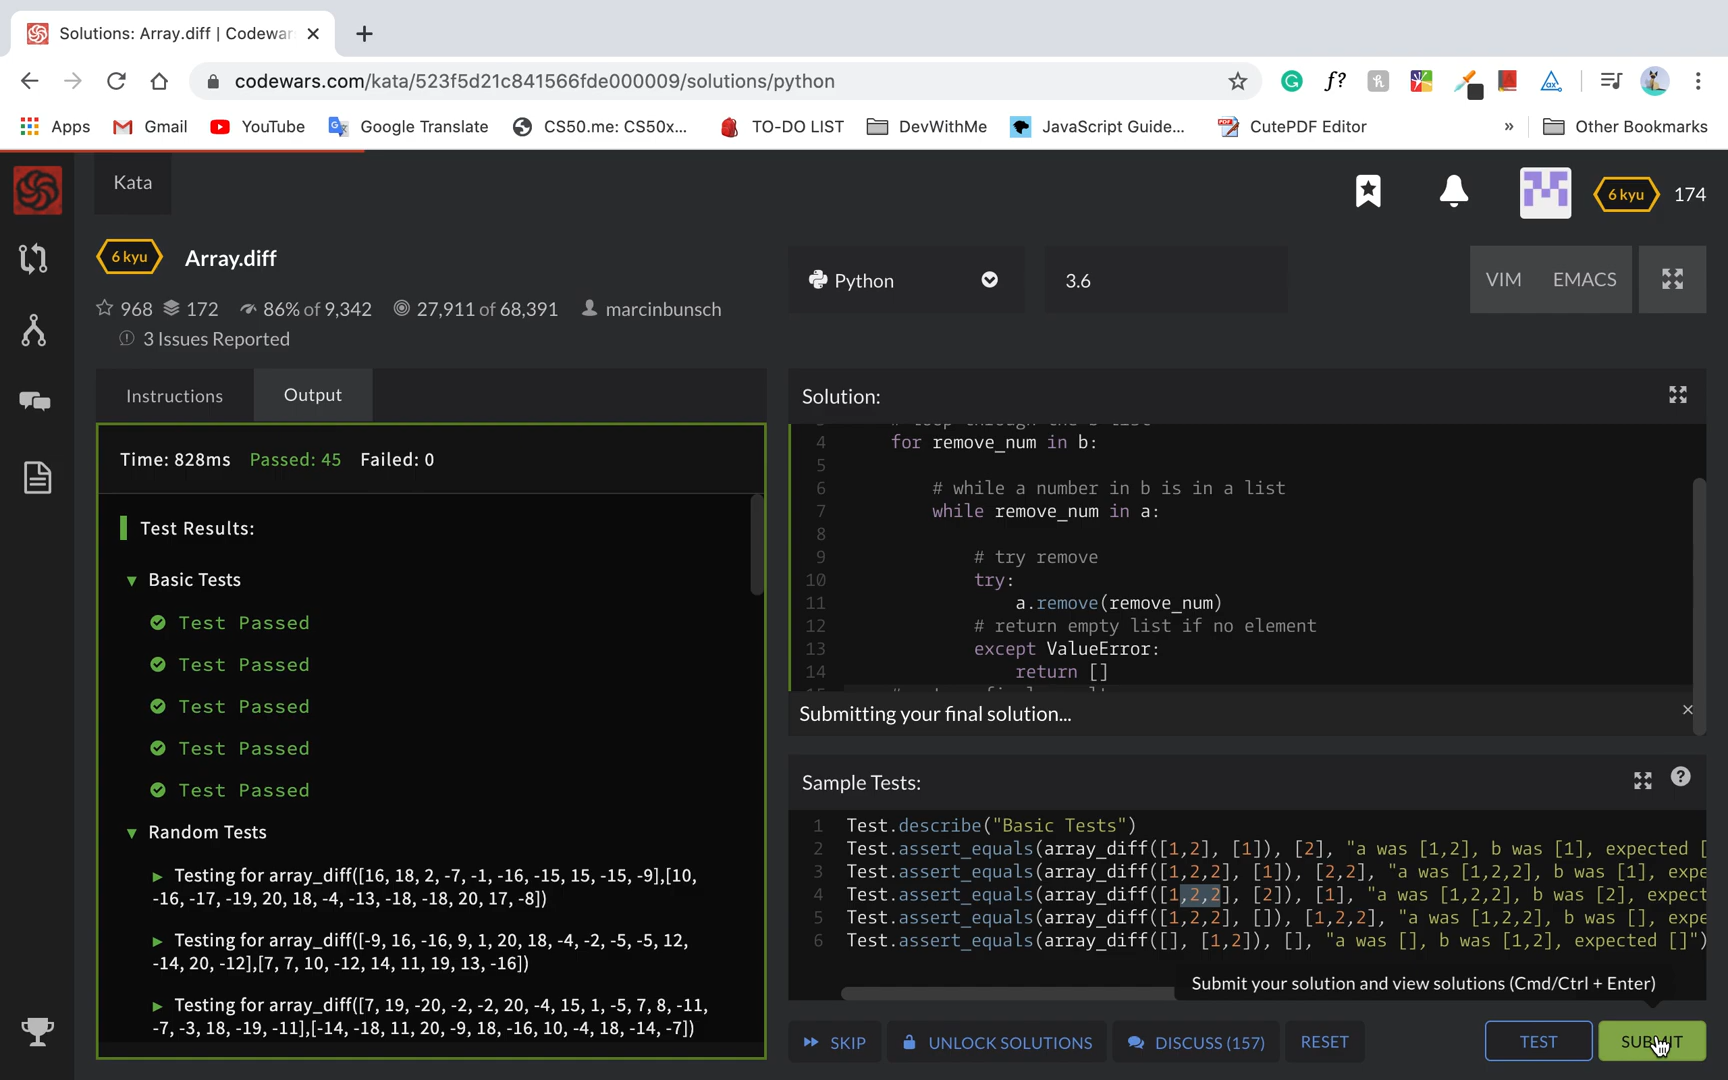 Solutions: Array.diff | Codewar
codewars.com/kata/523f5d21c841566fde000009/solutions/python
Apps Gmail YouTube Google Translate CS50.me: CS50x... TO-DO LIST DevWithMe JavaScript Guide... CutePDF Editor » Other Bookmarks
Kata
6 kyu 174
6 kyu Array.diff
968 172 86% of 9,342 27,911 of 68,391 marcinbunsch
3 Issues Reported
Python
3.6
VIM EMACS
Instructions Output
Time: 828ms Passed: 45 Failed: 0
Test Results:
Basic Tests
Test Passed
Test Passed
Test Passed
Test Passed
Test Passed
Random Tests
Testing for array_diff([16, 18, 2, -7, -1, -16, -15, 15, -15, -9],[10,
-16, -17, -19, 20, 18, -4, -13, -18, -18, 20, 17, -8])
Testing for array_diff([-9, 16, -16, 9, 1, 20, 18, -4, -2, -5, -5, 12,
-14, 20, -12],[7, 7, 10, -12, 14, 11, 19, 13, -16])
Testing for array_diff([7, 19, -20, -2, -2, 20, -4, 15, 1, -5, 7, 8, -11,
-7, -3, 18, -19, -11],[-14, -18, 11, 20, -9, 18, -16, 10, -4, 18, -14, -7])
Solution:
4 for remove_num in b:
5
6 # while a number in b is in a list
7 while remove_num in a:
8
9 # try remove
10 try:
11 a.remove(remove_num)
12 # return empty list if no element
13 except ValueError:
14 return []
Submitting your final solution...
Sample Tests:
1 Test.describe("Basic Tests")
2 Test.assert_equals(array_diff([1,2], [1]), [2], "a was [1,2], b was [1], expected [
3 Test.assert_equals(array_diff([1,2,2], [1]), [2,2], "a was [1,2,2], b was [1], expe
4 Test.assert_equals(array_diff([1,2,2], [2]), [1], "a was [1,2,2], b was [2], expect
5 Test.assert_equals(array_diff([1,2,2], []), [1,2,2], "a was [1,2,2], b was [], expe
6 Test.assert_equals(array_diff([], [1,2]), [], "a was [], b was [1,2], expected []")
Submit your solution and view solutions (Cmd/Ctrl + Enter)
SKIP UNLOCK SOLUTIONS DISCUSS (157) RESET TEST SUBMIT